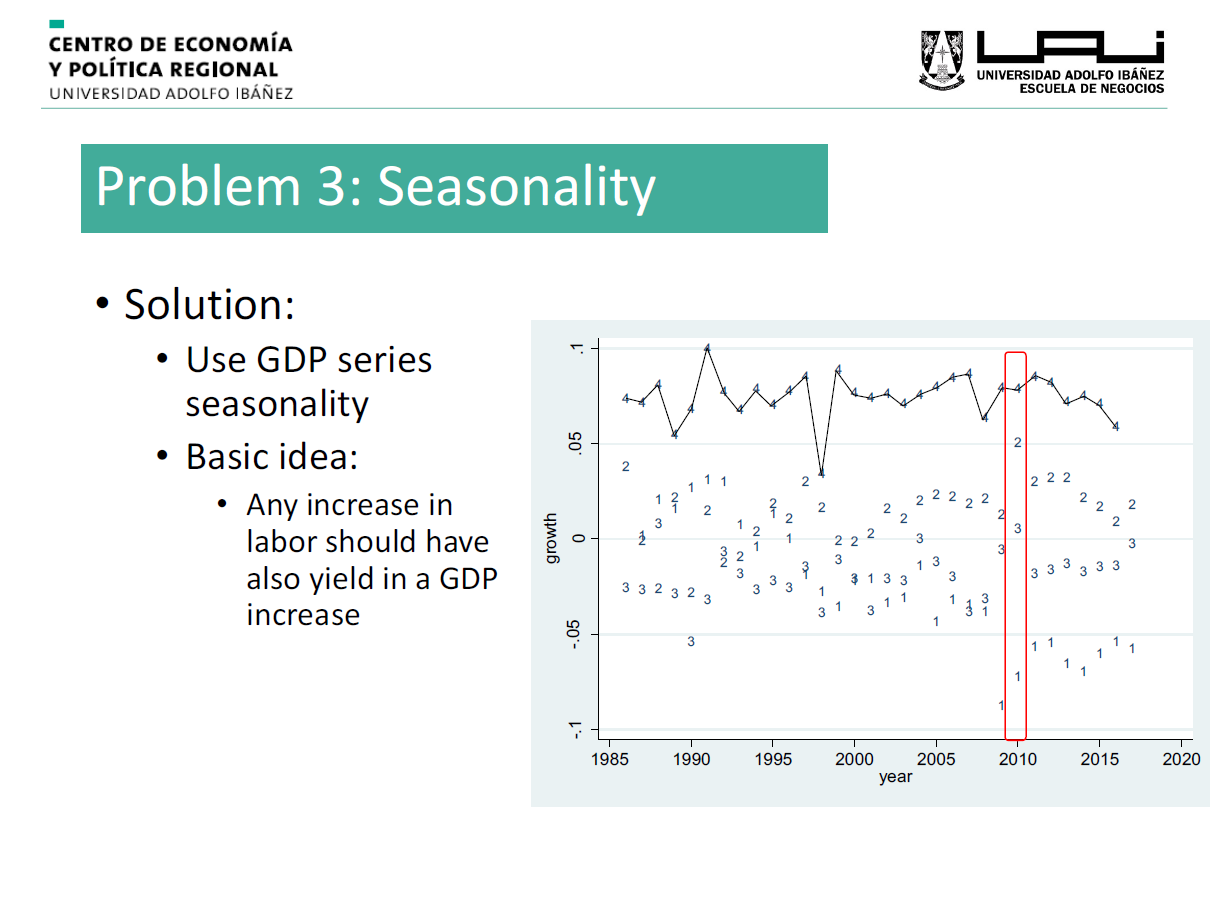 CENTRO DE ECONOMÍA
Y POLÍTICA REGIONAL
UNIVERSIDAD ADOLFO IBÁÑEZ
UAI
UNIVERSIDAD ADOLFO IBÁÑEZ
ESCUELA DE NEGOCIOS
Problem 3: Seasonality
• Solution:
• Use GDP series
seasonality
• Basic idea:
• Any increase in
labor should have
also yield in a GDP
increase
growth
.1
.05
0
-.05
-.1
1985 1990 1995 2000 2005 2010 2015 2020
year